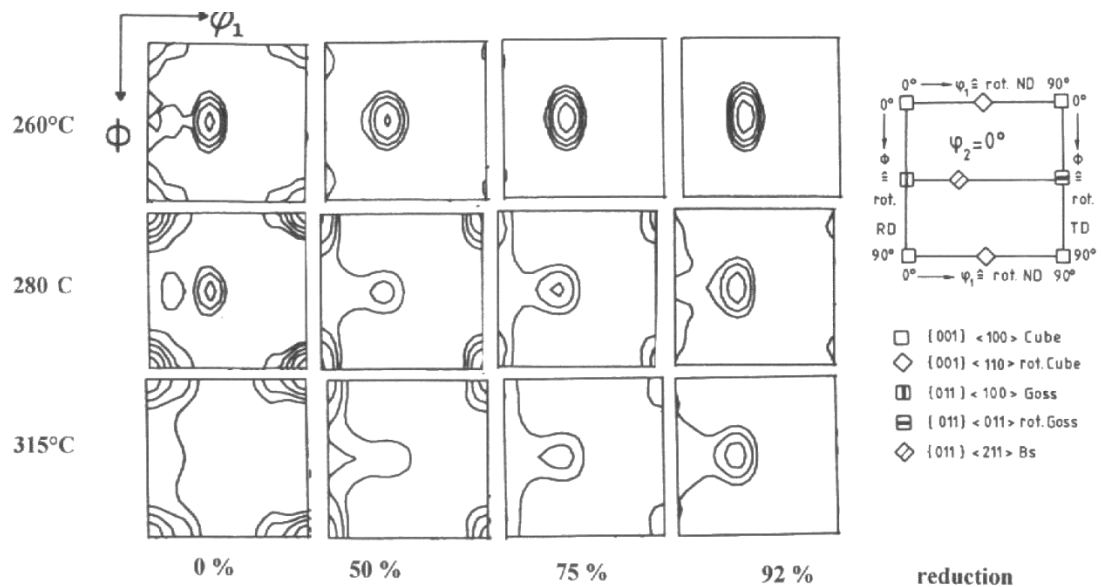 φ₁
Φ
260°C
280 C
315°C
0 %
50 %
75 %
92 %
reduction
0° → φ₁ ≙ rot. ND 90°
0° 0°
φ₂=0°
Φ Φ
≙ ≙
rot. rot.
RD TD
90° 90°
0° → φ₁ ≙ rot. ND 90°
{001} <100> Cube
{001} <110> rot.Cube
{011} <100> Goss
{011} <011> rot.Goss
{011} <211> Bs